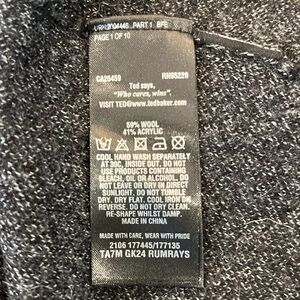 PART 1 BFE
PAGE 1 OF 10
CA25459 RN95229
Ted says,
"Who cares, wins".
VISIT TED@www.tedbaker.com
59% WOOL
41% ACRYLIC
COOL HAND WASH SEPARATELY
AT 30C, INSIDE OUT. DO
NOT USE PRODUCTS
CONTAINING BLEACH,
OIL OR ALCOHOL. DO
NOT LEAVE OR DRY IN DIRECT
SUNLIGHT. DO NOT TUMBLE
DRY. DRY FLAT. COOL IRON ON
REVERSE. DO NOT DRY CLEAN.
RE-SHAPE WHILST DAMP.
MADE IN CHINA
MADE WITH CARE, WEAR WITH PRIDE
2106 177445/177135
TA7M GK24 RUMRAYS